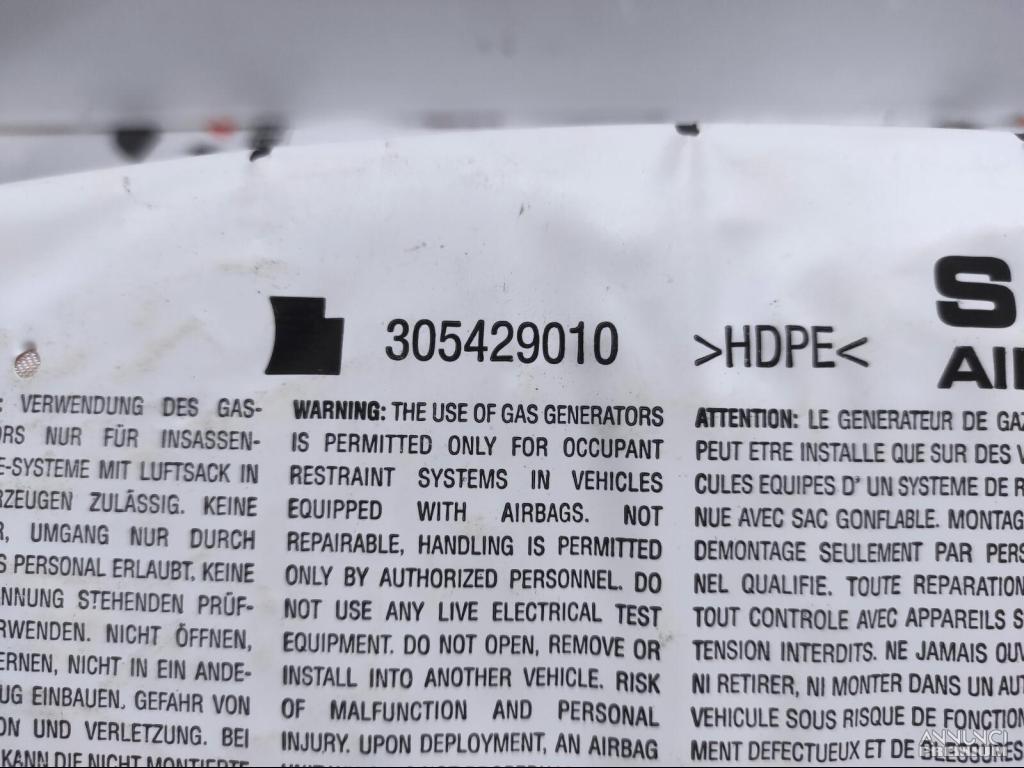 305429010
>HDPE<
S
AI
: VERWENDUNG DES GAS-
ORS NUR FÜR INSASSEN-
E-SYSTEME MIT LUFTSACK IN
RZEUGEN ZULÄSSIG. KEINE
R, UMGANG NUR DURCH
S PERSONAL ERLAUBT. KEINE
ANNUNG STEHENDEN PRÜF-
RWENDEN. NICHT ÖFFNEN,
ERNEN, NICHT IN EIN ANDE-
UG EINBAUEN. GEFAHR VON
ON UND VERLETZUNG. BEI
KANN DIE NICHT MONTIERTE
WARNING: THE USE OF GAS GENERATORS
IS PERMITTED ONLY FOR OCCUPANT
RESTRAINT SYSTEMS IN VEHICLES
EQUIPPED WITH AIRBAGS. NOT
REPAIRABLE, HANDLING IS PERMITTED
ONLY BY AUTHORIZED PERSONNEL. DO
NOT USE ANY LIVE ELECTRICAL TEST
EQUIPMENT. DO NOT OPEN, REMOVE OR
INSTALL INTO ANOTHER VEHICLE. RISK
OF MALFUNCTION AND PERSONAL
INJURY. UPON DEPLOYMENT, AN AIRBAG
ATTENTION: LE GENERATEUR DE GAZ
PEUT ETRE INSTALLE QUE SUR DES V
CULES EQUIPES D' UN SYSTEME DE R
NUE AVEC SAC GONFLABLE. MONTAG
DEMONTAGE SEULEMENT PAR PERS
NEL QUALIFIE. TOUTE REPARATION
TOUT CONTROLE AVEC APPAREILS S
TENSION INTERDITS. NE JAMAIS OUV
NI RETIRER, NI MONTER DANS UN AUT
VEHICULE SOUS RISQUE DE FONCTION
MENT DEFECTUEUX ET DE BLESSURES
ANNUNCI
PREMIUM